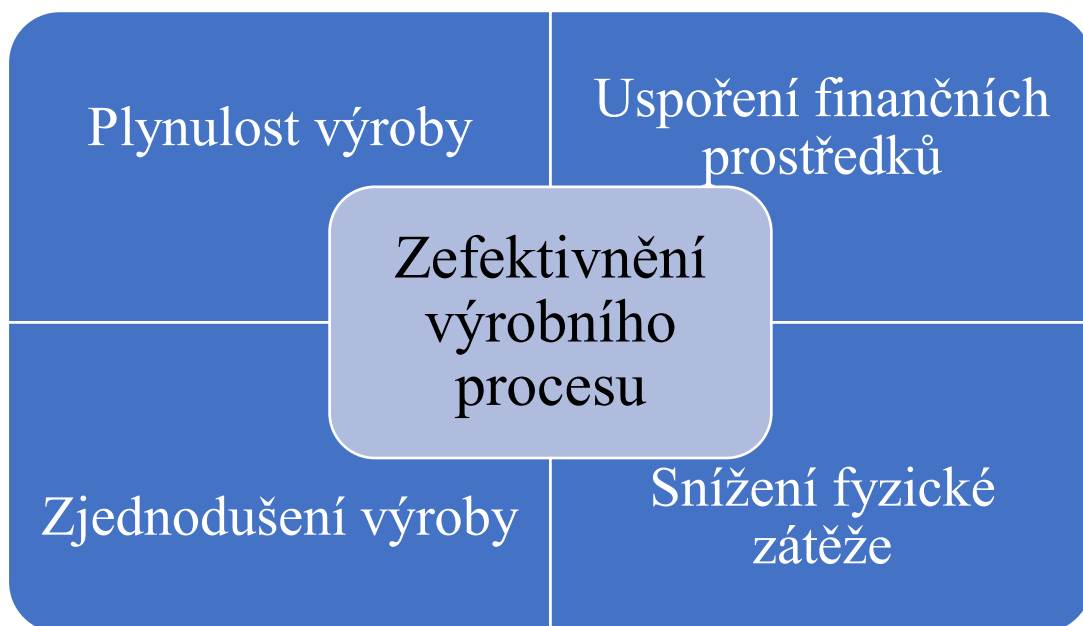 Plynulost výroby
Uspoření finančních
prostředků
Zefektivnění
výrobního
procesu
Zjednodušení výroby
Snížení fyzické
zátěže